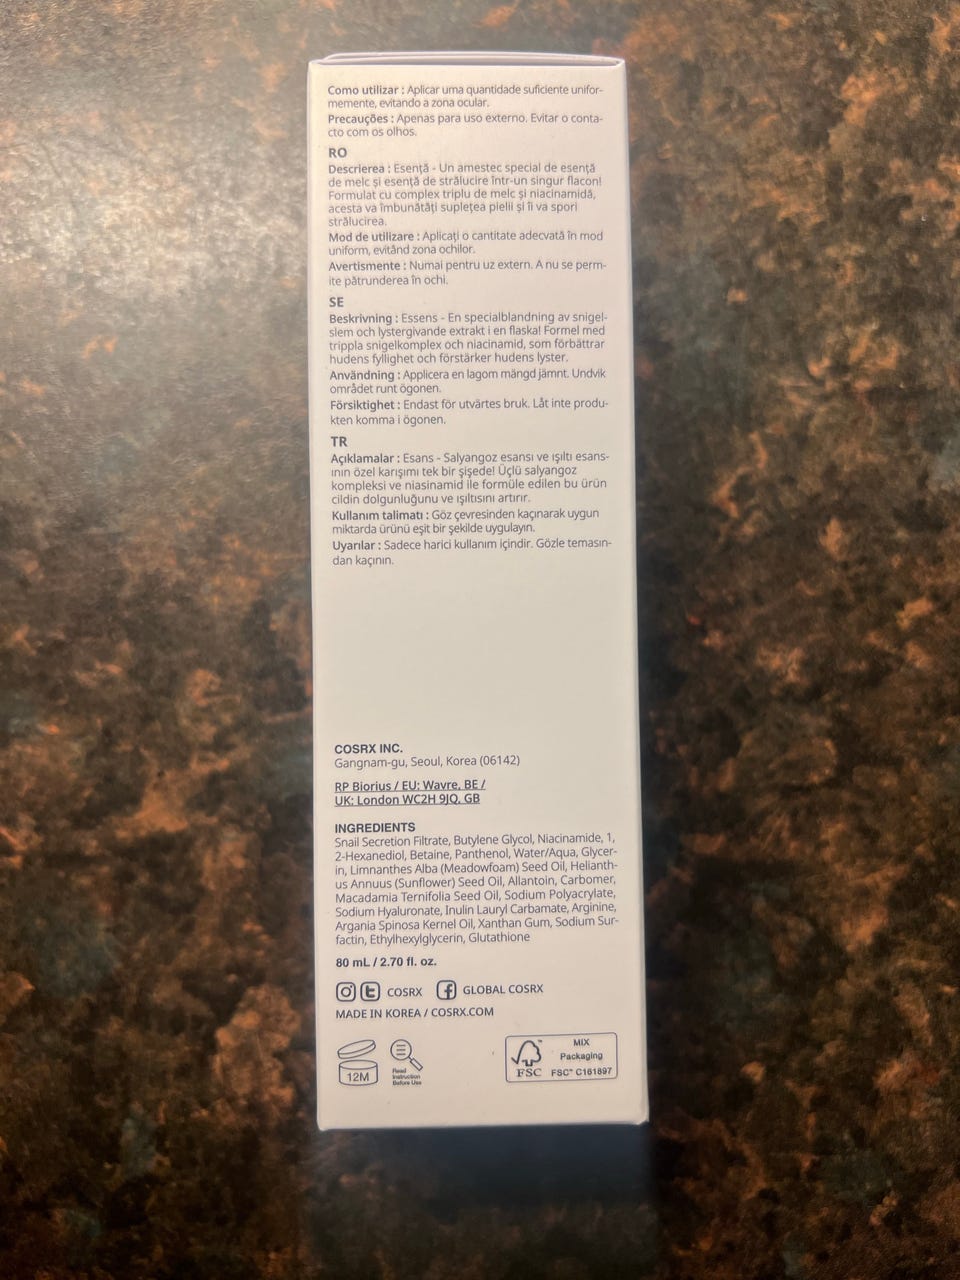 Como utilizar : Aplicar uma quantidade suficiente unifor-
memente, evitando a zona ocular.
Precauções : Apenas para uso externo. Evitar o conta-
cto com os olhos.
RO
Descrierea : Esență - Un amestec special de esență
de melc și esență de strălucire într-un singur flacon!
Formulat cu complex triplu de melc și niacinamidă,
acesta va îmbunătăți suplețea pielii și îi va spori
strălucirea.
Mod de utilizare : Aplicați o cantitate adecvată în mod
uniform, evitând zona ochilor.
Avertismente : Numai pentru uz extern. A nu se perm-
ite pătrunderea în ochi.
SE
Beskrivning : Essens - En specialblandning av snigel-
slem och lystergivande extrakt i en flaska! Formel med
trippla snigelkomplex och niacinamid, som förbättrar
hudens fyllighet och förstärker hudens lyster.
Användning : Applicera en lagom mängd jämnt. Undvik
området runt ögonen.
Försiktighet : Endast för utvärtes bruk. Låt inte produ-
kten komma i ögonen.
TR
Açıklamalar : Esans - Salyangoz esansı ve ışıltı esans-
ının özel karışımı tek bir şişede! Üçlü salyangoz
kompleksi ve niasinamid ile formüle edilen bu ürün
cildin dolgunluğunu ve ışıltısını artırır.
Kullanım talimatı : Göz çevresinden kaçınarak uygun
miktarda ürünü eşit bir şekilde uygulayın.
Uyarılar : Sadece harici kullanım içindir. Gözle temasın-
dan kaçının.
COSRX INC.
Gangnam-gu, Seoul, Korea (06142)
RP Biorius / EU: Wavre, BE /
UK: London WC2H 9JQ, GB
INGREDIENTS
Snail Secretion Filtrate, Butylene Glycol, Niacinamide, 1,
2-Hexanediol, Betaine, Panthenol, Water/Aqua, Glycer-
in, Limnanthes Alba (Meadowfoam) Seed Oil, Helianth-
us Annuus (Sunflower) Seed Oil, Allantoin, Carbomer,
Macadamia Ternifolia Seed Oil, Sodium Polyacrylate,
Sodium Hyaluronate, Inulin Lauryl Carbamate, Arginine,
Argania Spinosa Kernel Oil, Xanthan Gum, Sodium Sur-
factin, Ethylhexylglycerin, Glutathione
80 mL / 2.70 fl. oz.
COSRX GLOBAL COSRX
MADE IN KOREA / COSRX.COM
12M
Read
Instruction
Before Use
FSC™
MIX
Packaging
FSC™ C161897